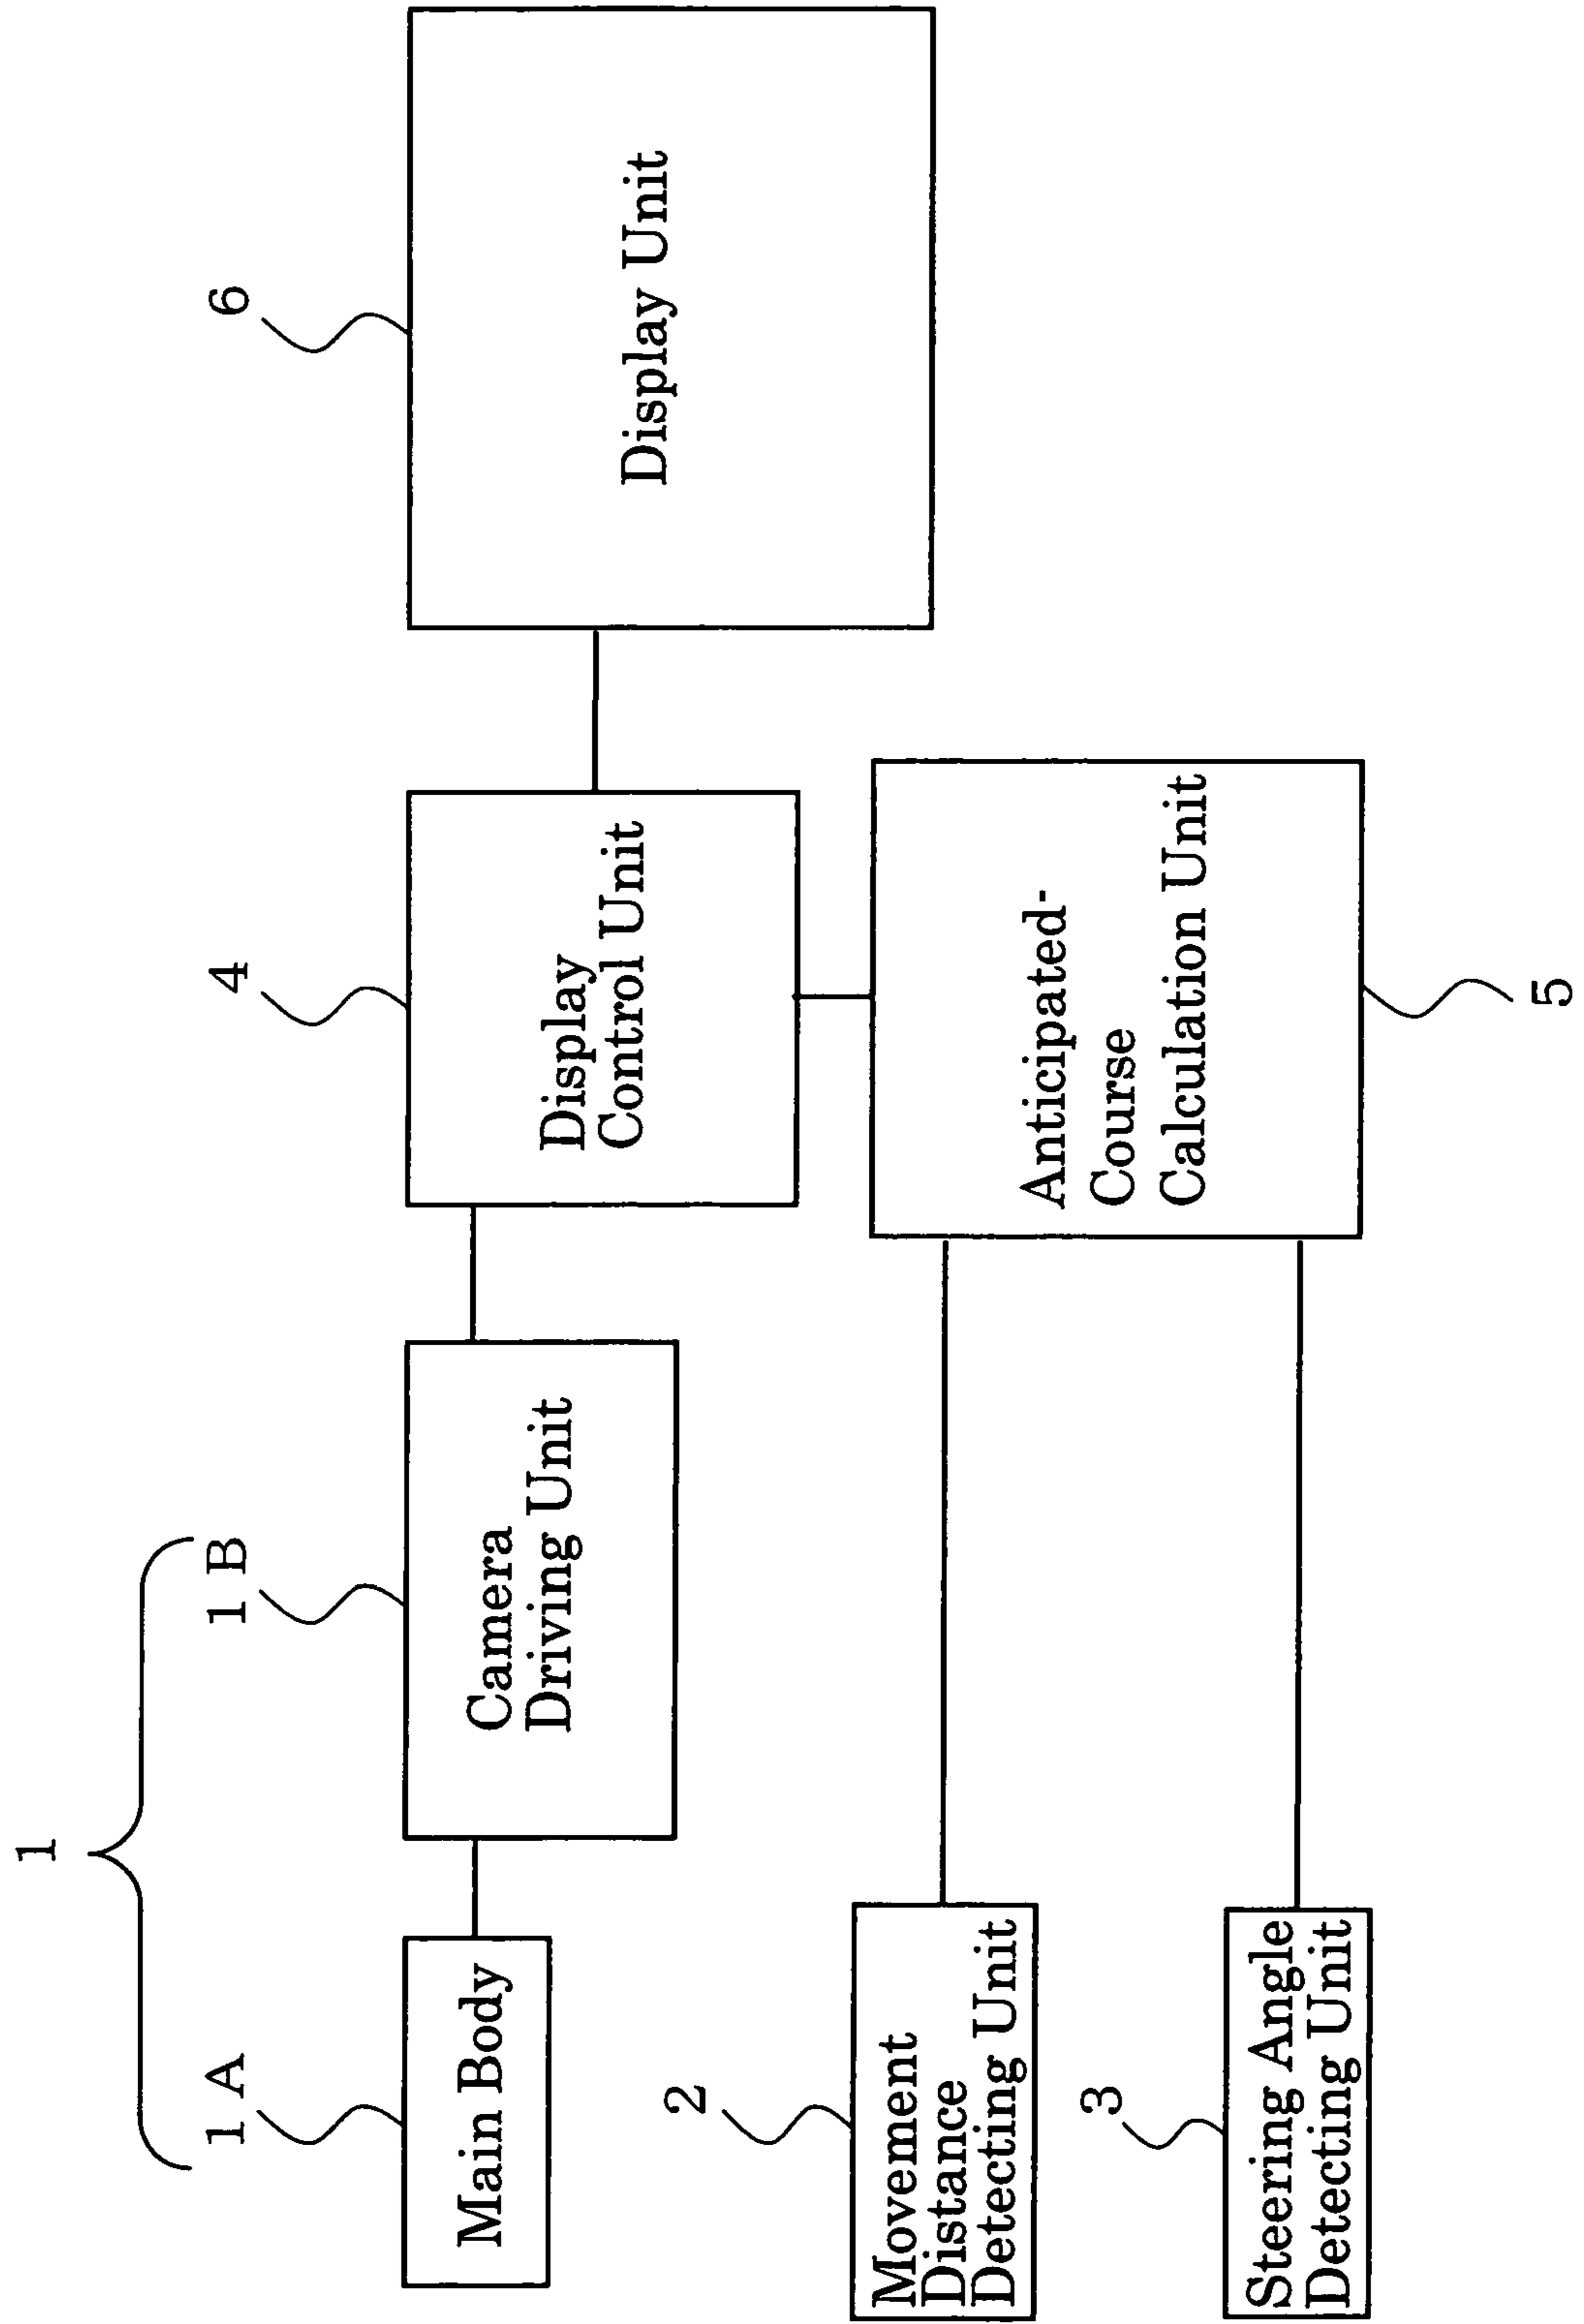 1
1 A
1 B
4
6
Main Body
Camera
Driving Unit
Display
Control Unit
Display Unit
2
Movement
Distance
Detecting Unit
Anticipated-
Course
Calculation Unit
3
Steering Angle
Detecting Unit
5